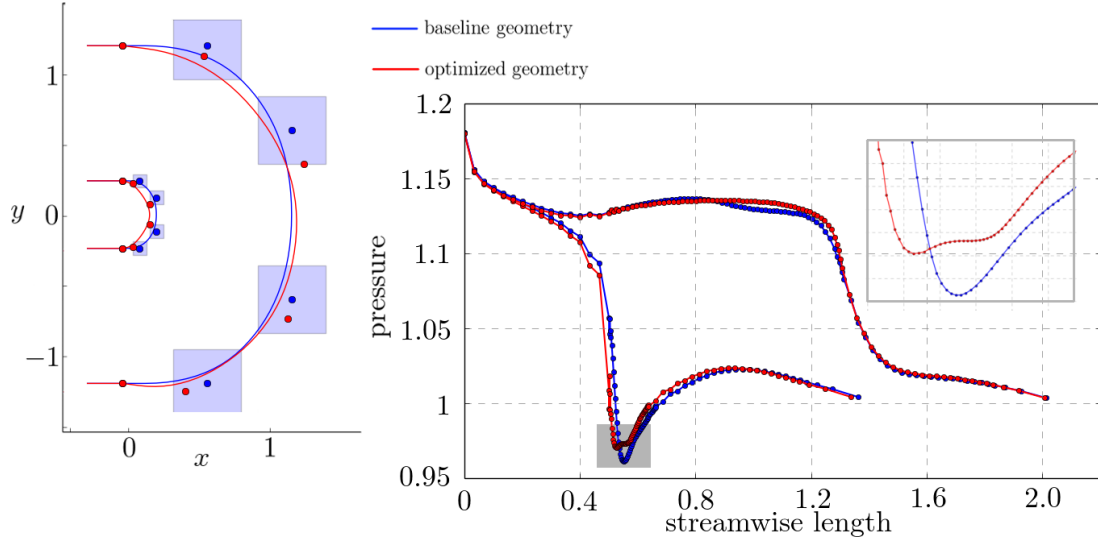 baseline geometry
optimized geometry
1
0
−1
y
0
1
x
1.2
1.15
1.1
1.05
1
0.95
pressure
0
0.4
0.8
1.2
1.6
2.0
streamwise length